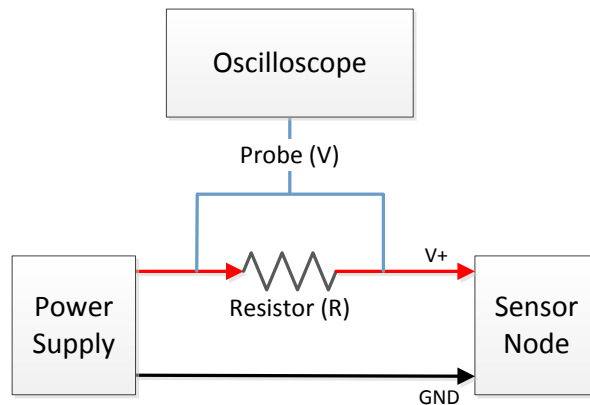 Oscilloscope
Probe (V)
V+
Resistor (R)
Power
Supply
Sensor
Node
GND